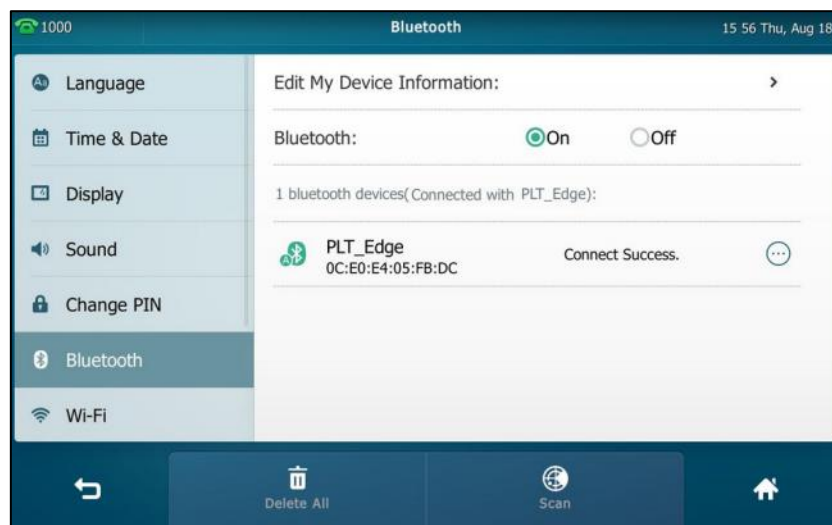 1000
Bluetooth
15 56 Thu, Aug 18
Language
Time & Date
Display
Sound
Change PIN
Bluetooth
Wi-Fi
Edit My Device Information:
Bluetooth: On Off
1 bluetooth devices(Connected with PLT_Edge):
PLT_Edge
0C:E0:E4:05:FB:DC
Connect Success.
Delete All
Scan